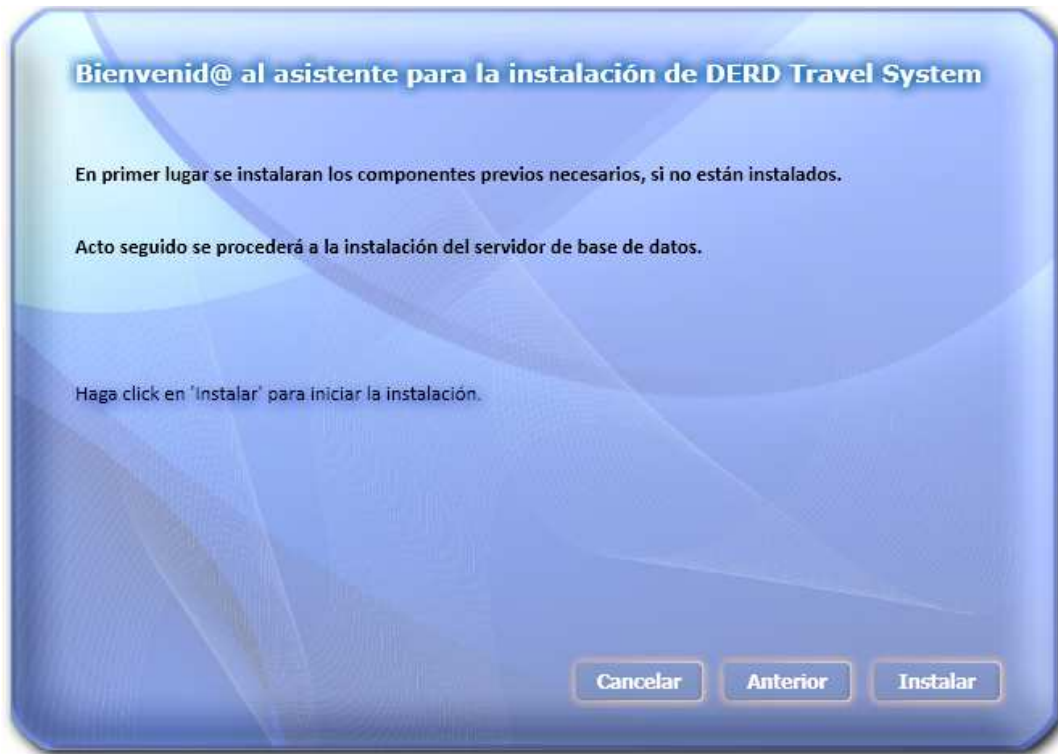 Bienvenid@ al asistente para la instalación de DERD Travel System
En primer lugar se instalaran los componentes previos necesarios, si no están instalados.
Acto seguido se procederá a la instalación del servidor de base de datos.
Haga click en 'Instalar' para iniciar la instalación.
Cancelar Anterior Instalar